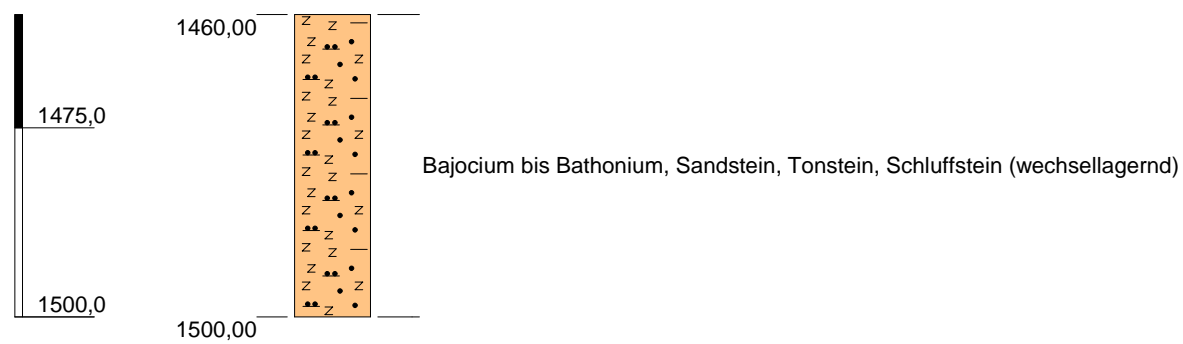 1460,00
1475,0
Bajocium bis Bathonium, Sandstein, Tonstein, Schluffstein (wechsellagernd)
1500,0
1500,00